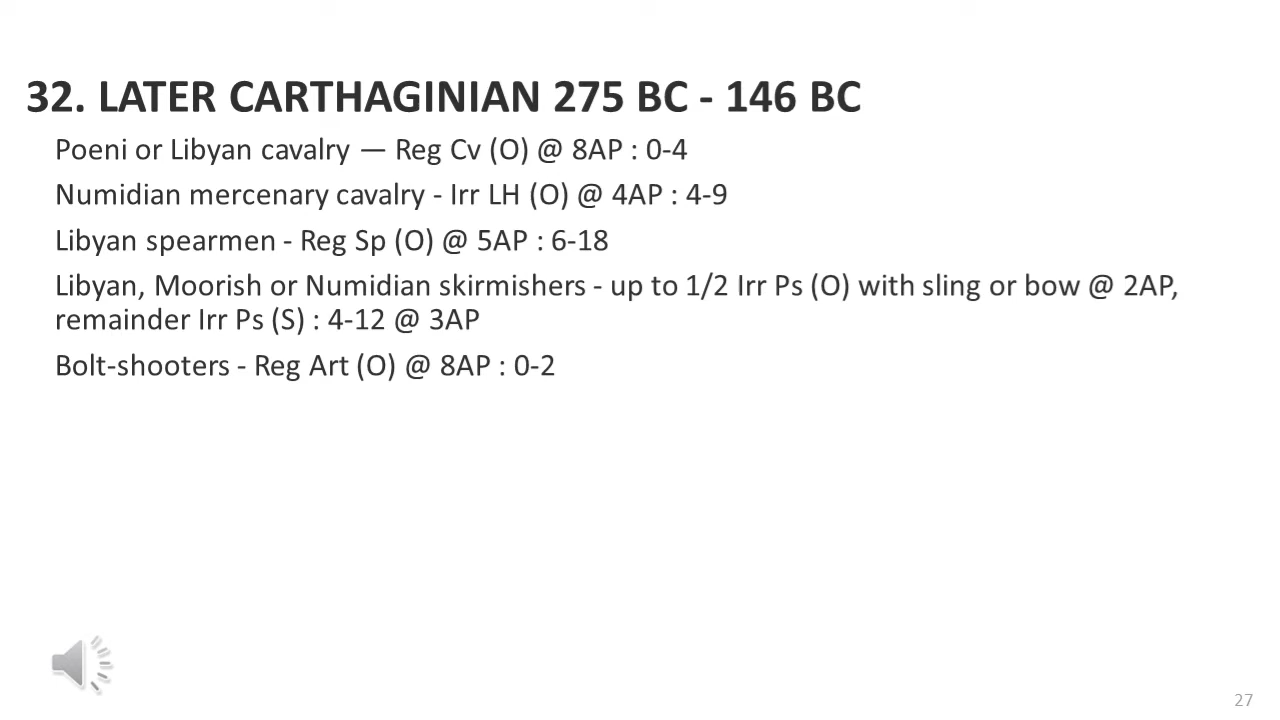 32. LATER CARTHAGINIAN 275 BC - 146 BC
Poeni or Libyan cavalry — Reg Cv (O) @ 8AP : 0-4
Numidian mercenary cavalry - Irr LH (O) @ 4AP : 4-9
Libyan spearmen - Reg Sp (O) @ 5AP : 6-18
Libyan, Moorish or Numidian skirmishers - up to 1/2 Irr Ps (O) with sling or bow @ 2AP,
remainder Irr Ps (S) : 4-12 @ 3AP
Bolt-shooters - Reg Art (O) @ 8AP : 0-2
27